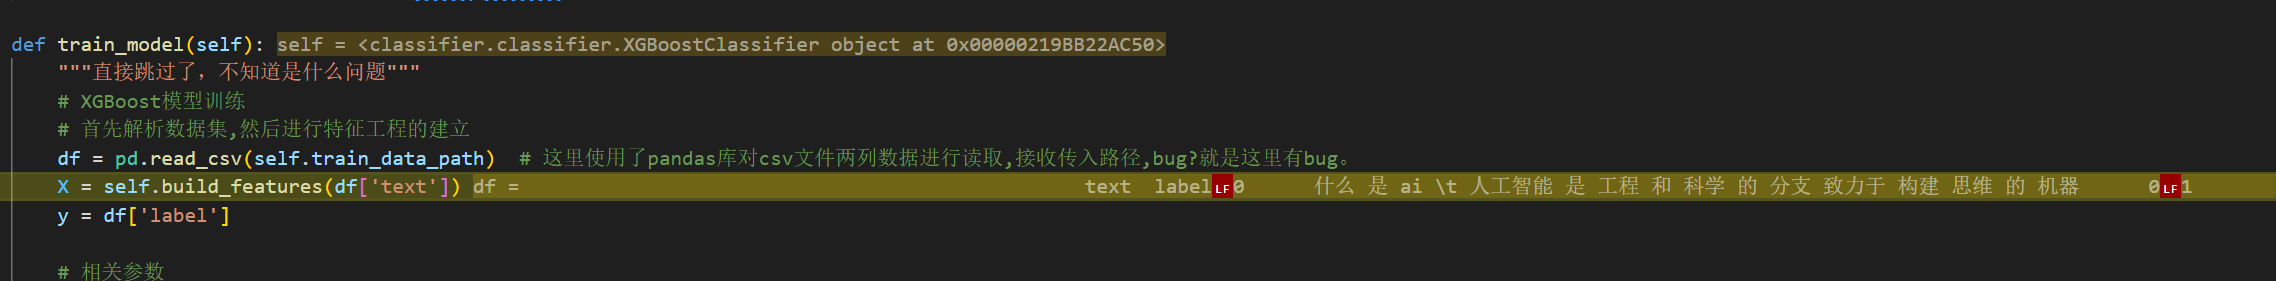 def train_model(self): self = <classifier.classifier.XGBoostClassifier object at 0x00000219BB22AC50>
"""直接跳过了，不知道是什么问题"""
# XGBoost模型训练
# 首先解析数据集,然后进行特征工程的建立
df = pd.read_csv(self.train_data_path)  # 这里使用了pandas库对csv文件两列数据进行读取,接收传入路径,bug?就是这里有bug。
X = self.build_features(df['text']) df = text label LF 0 什么 是 ai \t 人工智能 是 工程 和 科学 的 分支 致力于 构建 思维 的 机器 0 LF 1
y = df['label']
# 相关参数